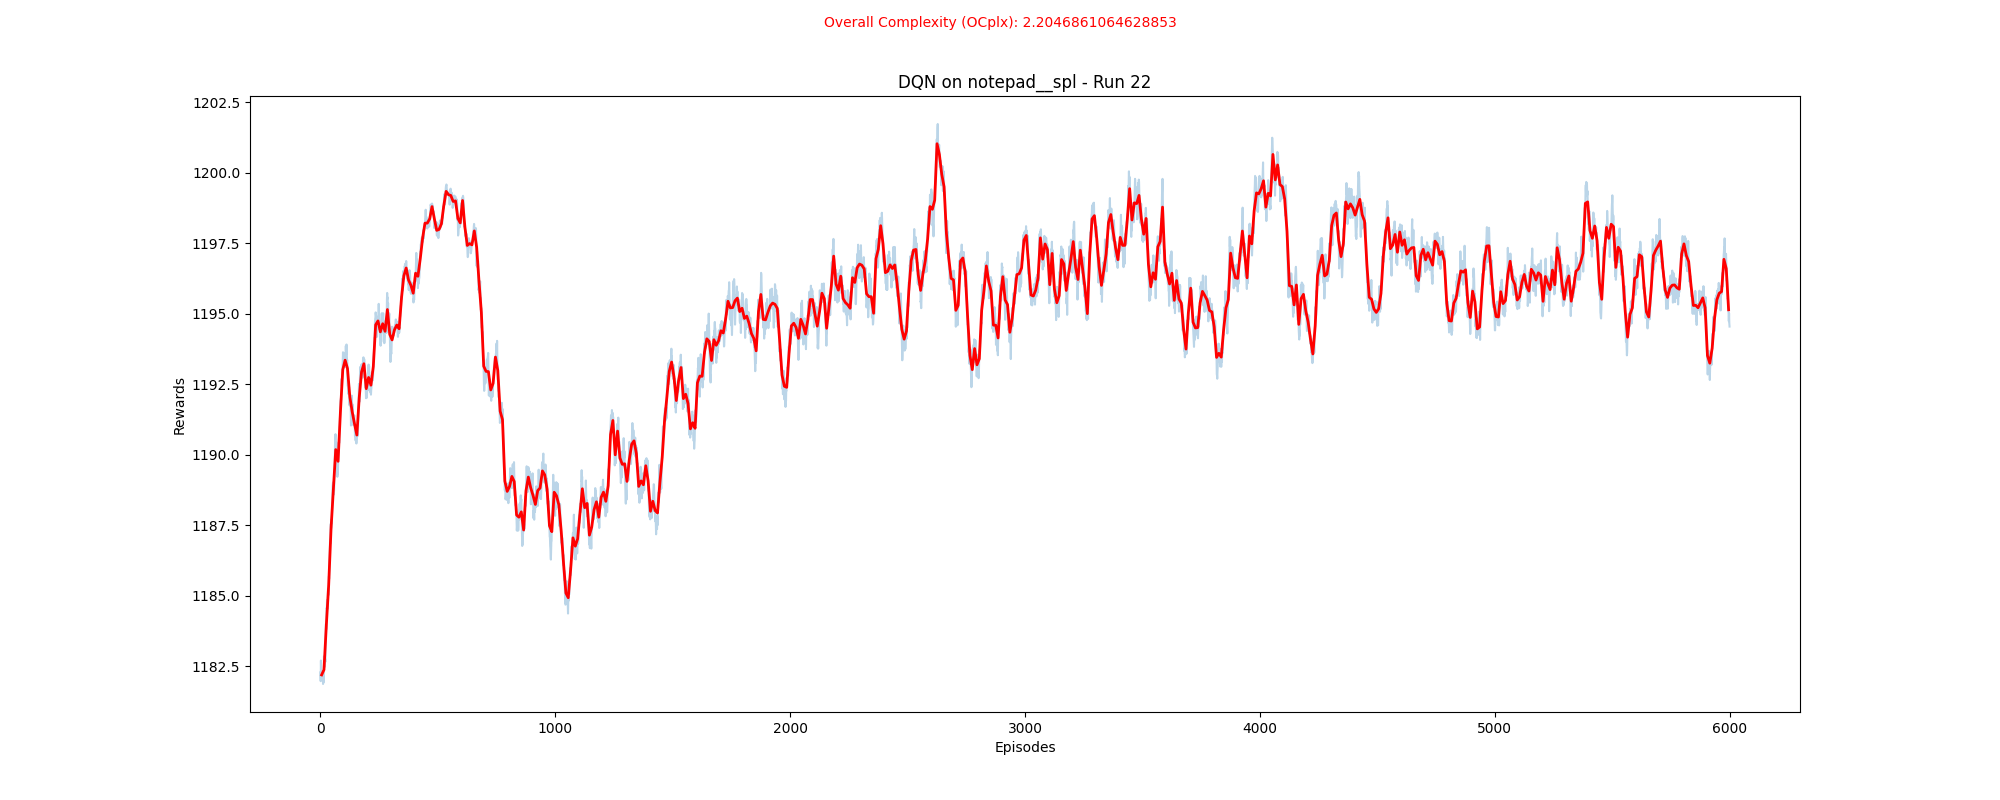 Overall Complexity (OCplx): 2.2046861064628853
DQN on notepad__spl - Run 22
1202.5
1200.0
1197.5
1195.0
1192.5
1190.0
1187.5
1185.0
1182.5
Rewards
0 1000 2000 3000 4000 5000 6000
Episodes